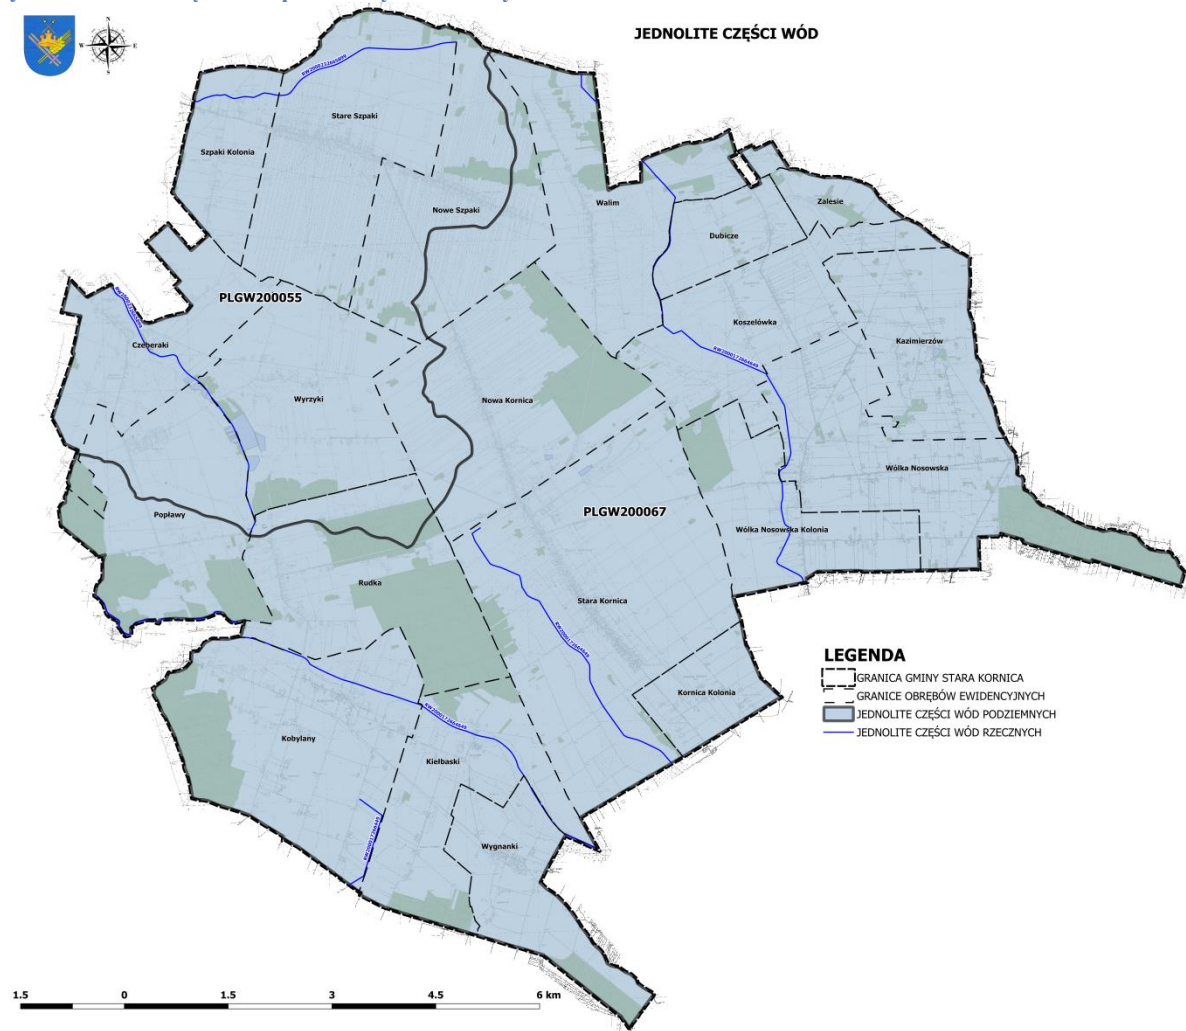 JEDNOLITE CZĘŚCI WÓD
W
N
E
S
Stare Szpaki
Szpaki Kolonia
Nowe Szpaki
Walim
Zalesie
Dubicze
PLGW200055
Koszelówka
Kazimierzów
Czeberaki
Wyrzyki
Nowa Kornica
Wólka Nosowska
Popławy
PLGW200067
Wólka Nosowska Kolonia
Rudka
Stara Kornica
Kornica Kolonia
Kobylany
Kiełbaski
Wygnanki
LEGENDA
GRANICA GMINY STARA KORNICA
GRANICE OBRĘBÓW EWIDENCYJNYCH
JEDNOLITE CZĘŚCI WÓD PODZIEMNYCH
JEDNOLITE CZĘŚCI WÓD RZECZNYCH
1.5 0 1.5 3 4.5 6 km